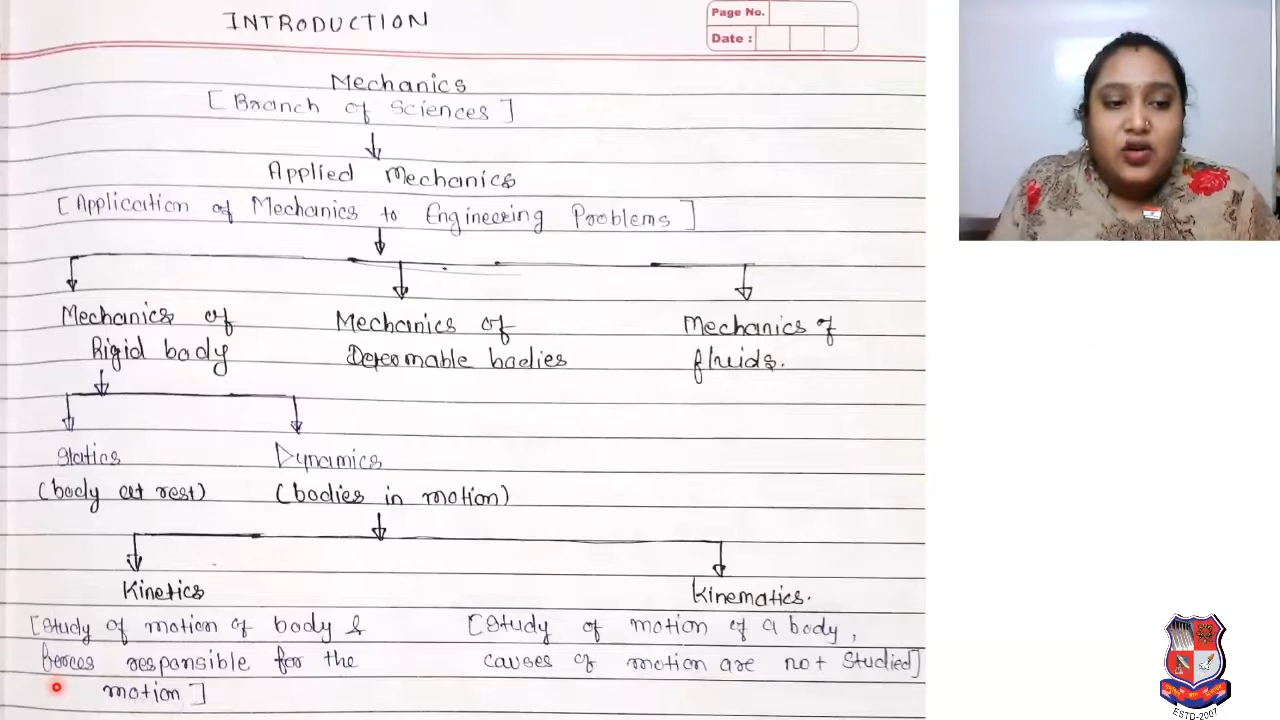 INTRODUCTION
Page No.
Date :
Mechanics
[Branch of Sciences]
Applied Mechanics
[Application of Mechanics to Engineering Problems]
Mechanics of Rigid body
Mechanics of Deformable bodies
Mechanics of fluids.
Statics
(body at rest)
Dynamics
(bodies in motion)
Kinetics
[Study of motion of body &
forces responsible for the
motion]
Kinematics.
[Study of motion of a body,
causes of motion are not studied]
ESTD-2007